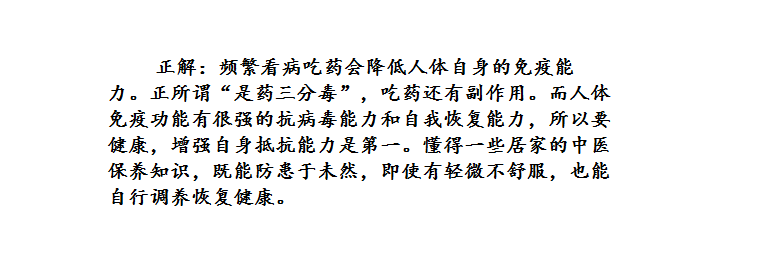 正解：频繁看病吃药会降低人体自身的免疫能
力。正所谓“是药三分毒”，吃药还有副作用。而人体
免疫功能有很强的抗病毒能力和自我恢复能力，所以要
健康，增强自身抵抗能力是第一。懂得一些居家的中医
保养知识，既能防患于未然，即使有轻微不舒服，也能
自行调养恢复健康。